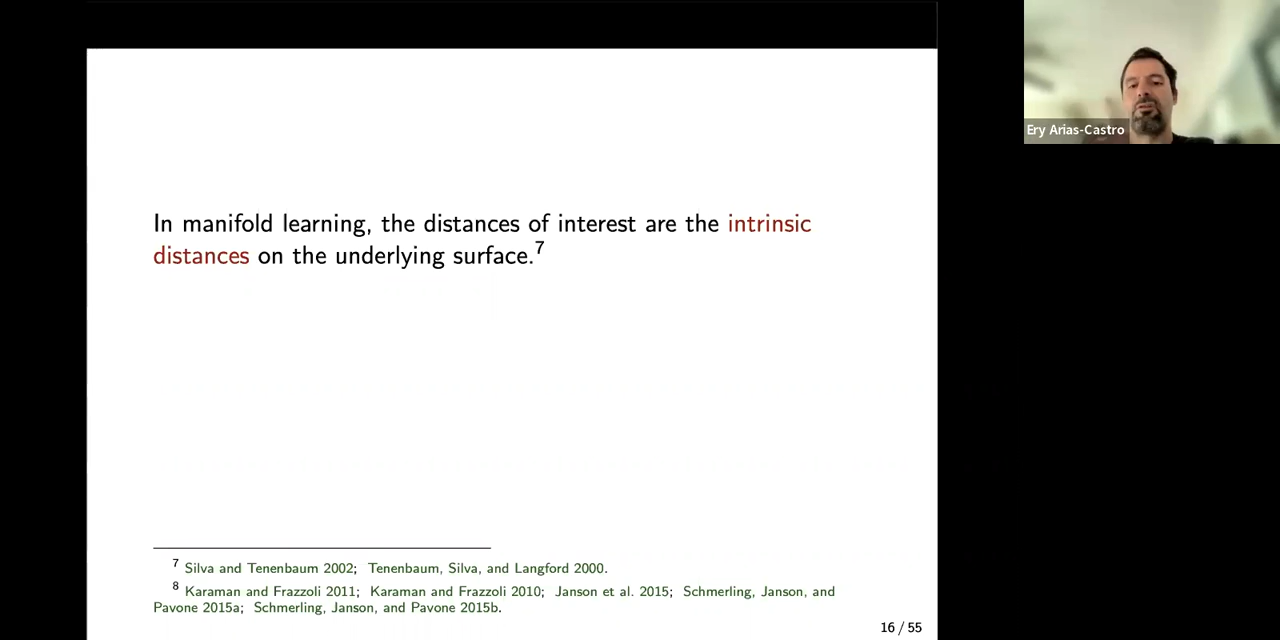 In manifold learning, the distances of interest are the intrinsic
distances on the underlying surface.7
7 Silva and Tenenbaum 2002; Tenenbaum, Silva, and Langford 2000.
8 Karaman and Frazzoli 2011; Karaman and Frazzoli 2010; Janson et al. 2015; Schmerling, Janson, and
Pavone 2015a; Schmerling, Janson, and Pavone 2015b.
16 / 55
Ery Arias-Castro